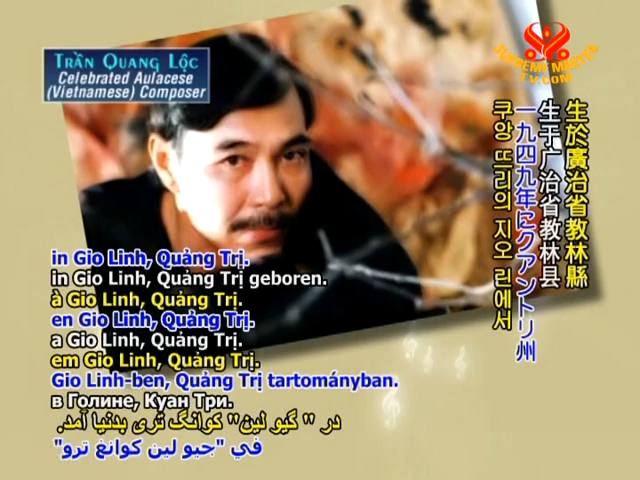 TRẦN QUANG LỘC
Celebrated Aulacese
(Vietnamese) Composer
SUPREME MASTER
TV.COM
生於廣治省教林縣
生于广治省教林县
一九四九年にクアントリ州
쿠앙 뜨리의 지오 린에서
in Gio Linh, Quảng Trị.
in Gio Linh, Quảng Trị geboren.
à Gio Linh, Quảng Trị.
en Gio Linh, Quảng Trị.
a Gio Linh, Quảng Trị.
em Gio Linh, Quảng Trị.
Gio Linh-ben, Quảng Trị tartományban.
в Голине, Куан Три.
در " گیو لین" کوانگ تری بدنیا آمد.
في "جيو لين كوانغ ترو"